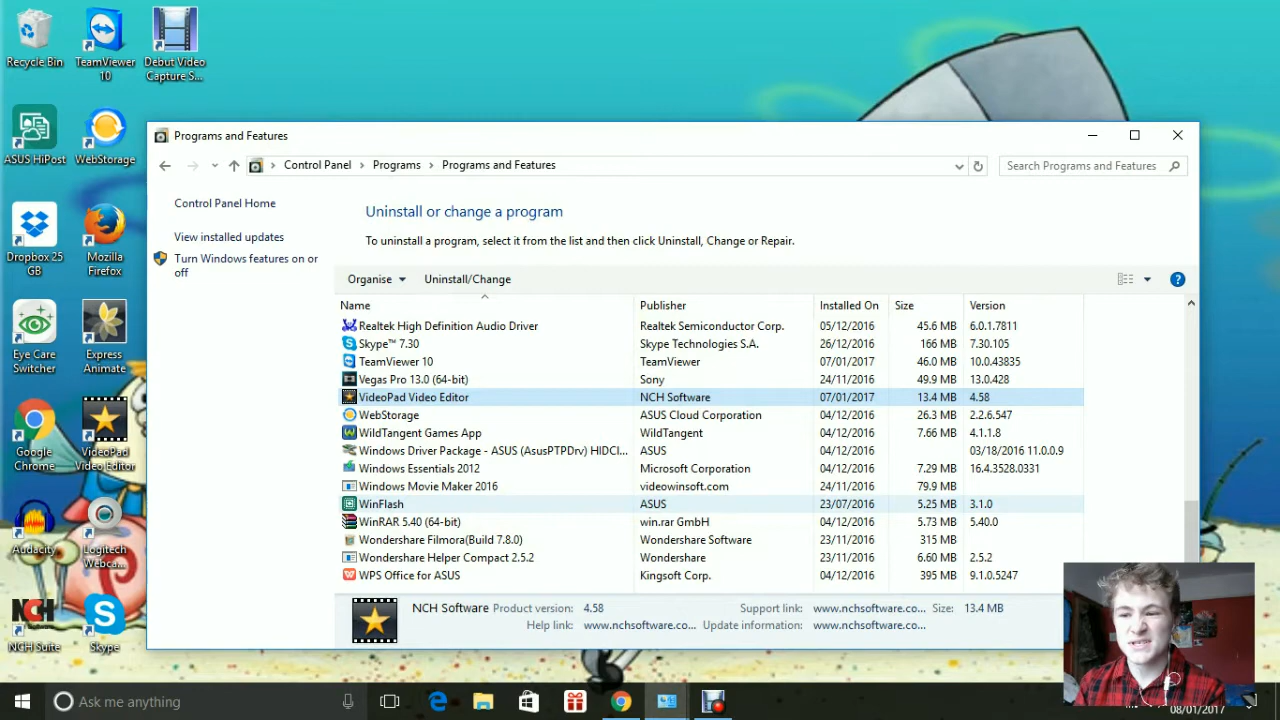 Recycle Bin
TeamViewer
10
Debut Video
Capture S...
ASUS HiPost
WebStorage
Dropbox 25
GB
Mozilla
Firefox
Eye Care
Switcher
Express
Animate
Google
Chrome
VideoPad
Video Editor
Audacity
Logitech
Webca...
NCH
NCH Suite
Skype
Programs and Features
Control Panel > Programs > Programs and Features
Search Programs and Features
Control Panel Home
View installed updates
Turn Windows features on or
off
Uninstall or change a program
To uninstall a program, select it from the list and then click Uninstall, Change or Repair.
Organise Uninstall/Change
Name Publisher Installed On Size Version
Realtek High Definition Audio Driver Realtek Semiconductor Corp. 05/12/2016 45.6 MB 6.0.1.7811
Skype™ 7.30 Skype Technologies S.A. 26/12/2016 166 MB 7.30.105
TeamViewer 10 TeamViewer 07/01/2017 46.0 MB 10.0.43835
Vegas Pro 13.0 (64-bit) Sony 24/11/2016 49.9 MB 13.0.428
VideoPad Video Editor NCH Software 07/01/2017 13.4 MB 4.58
WebStorage ASUS Cloud Corporation 04/12/2016 26.3 MB 2.2.6.547
WildTangent Games App WildTangent 04/12/2016 7.66 MB 4.1.1.8
Windows Driver Package - ASUS (AsusPTPDrv) HIDCl... ASUS 04/12/2016 03/18/2016 11.0.0.9
Windows Essentials 2012 Microsoft Corporation 04/12/2016 7.29 MB 16.4.3528.0331
Windows Movie Maker 2016 videowinsoft.com 24/11/2016 79.9 MB
WinFlash ASUS 23/07/2016 5.25 MB 3.1.0
WinRAR 5.40 (64-bit) win.rar GmbH 04/12/2016 5.73 MB 5.40.0
Wondershare Filmora(Build 7.8.0) Wondershare Software 23/11/2016 315 MB
Wondershare Helper Compact 2.5.2 Wondershare 23/11/2016 6.60 MB 2.5.2
WPS Office for ASUS Kingsoft Corp. 04/12/2016 395 MB 9.1.0.5247
NCH Software Product version: 4.58 Support link: www.nchsoftware.co... Size: 13.4 MB
Help link: www.nchsoftware.co... Update information: www.nchsoftware.co...
Ask me anything
08/01/2017